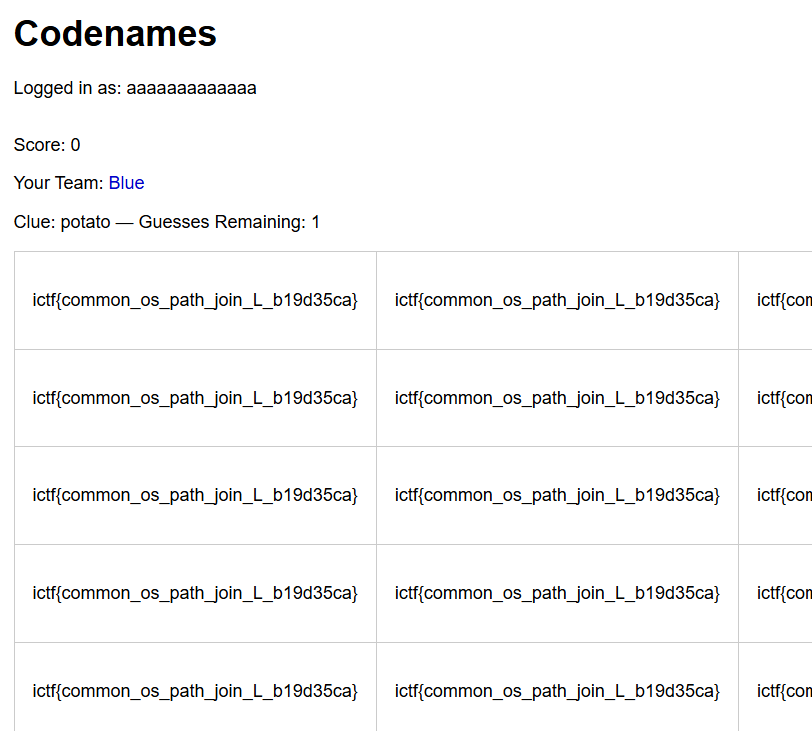 Codenames
Logged in as: aaaaaaaaaaaaa
Score: 0
Your Team: Blue
Clue: potato — Guesses Remaining: 1
ictf{common_os_path_join_L_b19d35ca} ictf{common_os_path_join_L_b19d35ca} ictf{com
ictf{common_os_path_join_L_b19d35ca} ictf{common_os_path_join_L_b19d35ca} ictf{com
ictf{common_os_path_join_L_b19d35ca} ictf{common_os_path_join_L_b19d35ca} ictf{com
ictf{common_os_path_join_L_b19d35ca} ictf{common_os_path_join_L_b19d35ca} ictf{com
ictf{common_os_path_join_L_b19d35ca} ictf{common_os_path_join_L_b19d35ca} ictf{com